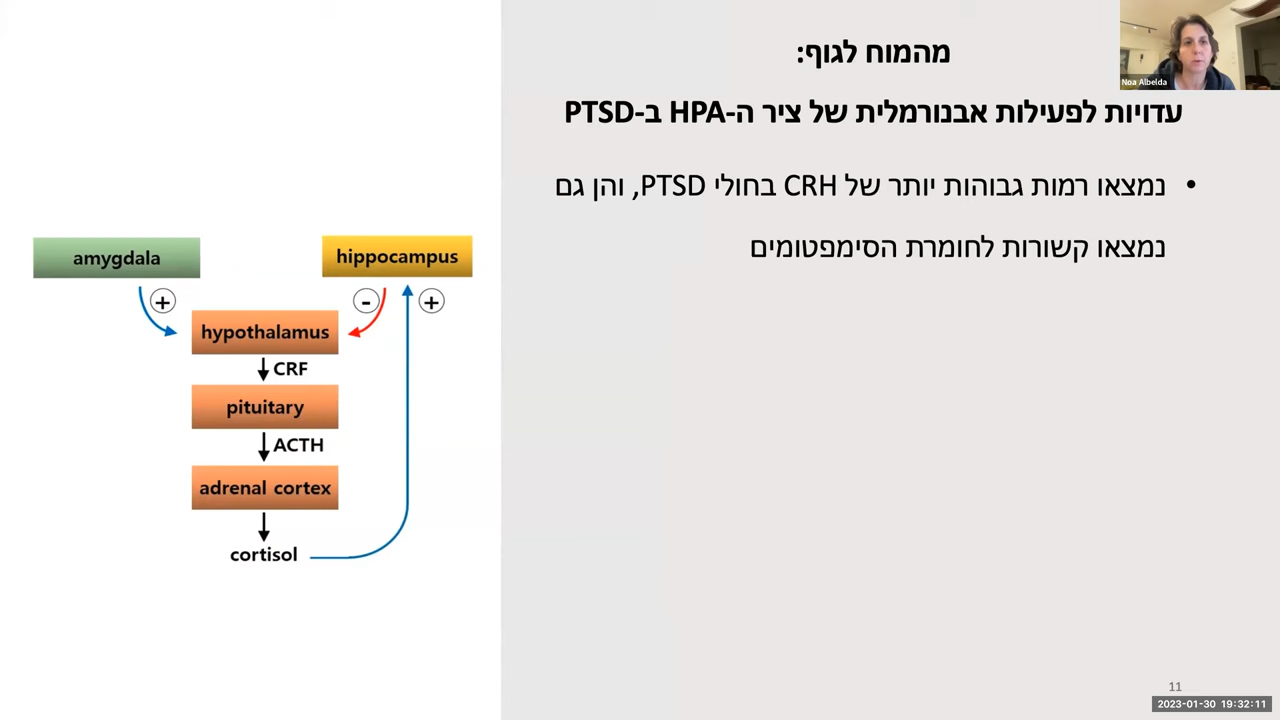 מהמוח לגוף:
עדויות לפעילות אבנורמלית של ציר ה-HPA ב-PTSD
• נמצאו רמות גבוהות יותר של CRH בחולי PTSD, והן גם
נמצאו קשורות לחומרת הסימפטומים
amygdala
hippocampus
+
-
+
hypothalamus
CRF
pituitary
ACTH
adrenal cortex
cortisol
Noa Albelda
11
2023-01-30 19:32:11